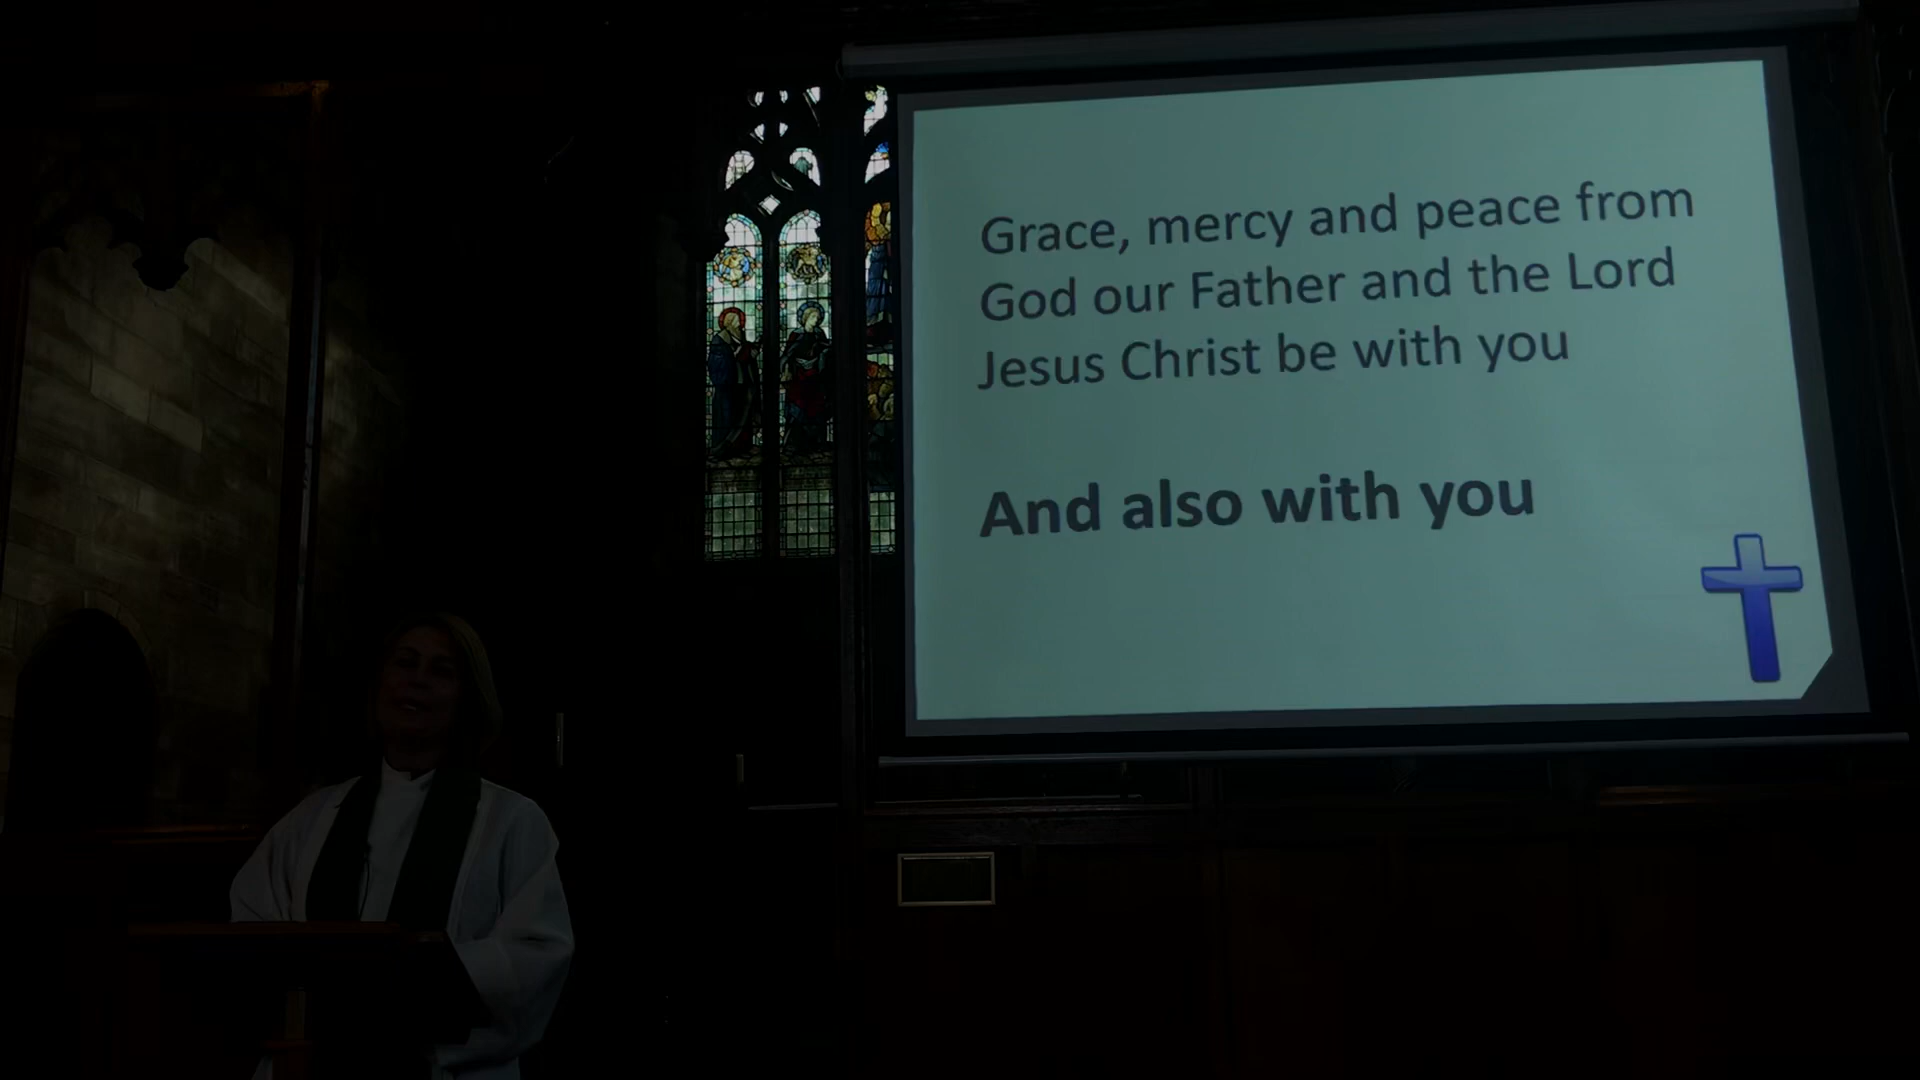 Grace, mercy and peace from
God our Father and the Lord
Jesus Christ be with you
And also with you